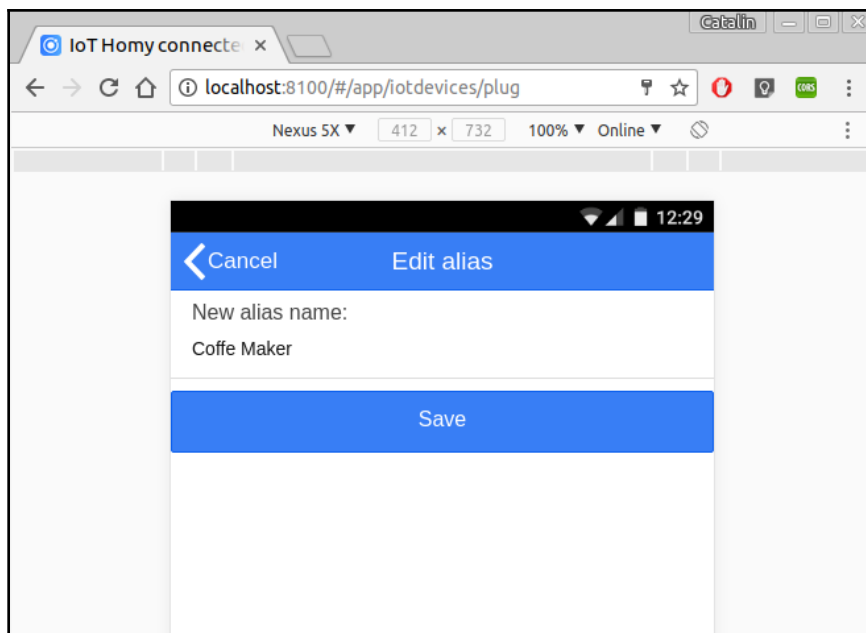 Catalin
IoT Homy connecte
localhost:8100/#/app/iotdevices/plug
CORS
Nexus 5X ▼ 412 × 732 100% ▼ Online ▼
12:29
Cancel Edit alias
New alias name:
Coffe Maker
Save